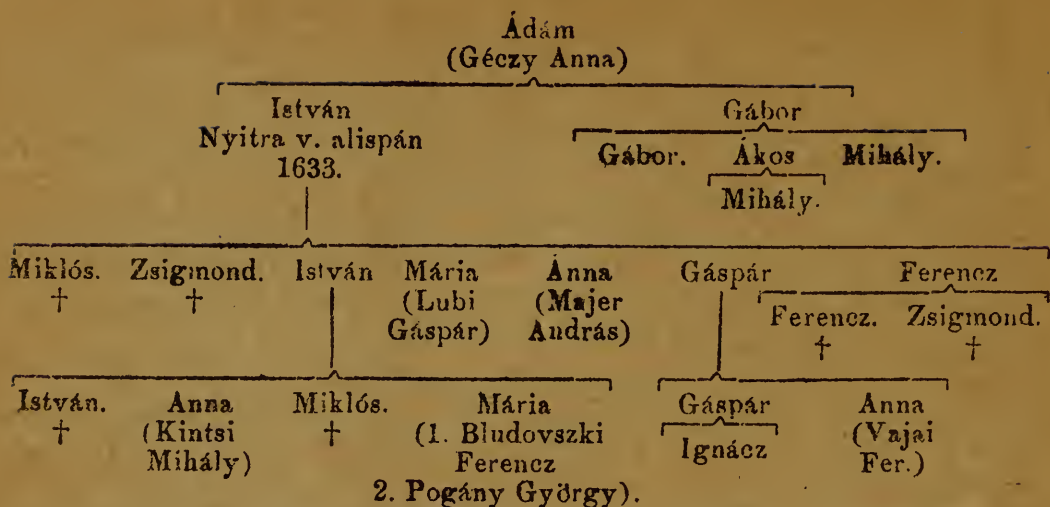 Ádám
(Géczy Anna)
István Gábor
Nyitra v. alispán Gábor. Ákos Mihály.
1633. Mihály.
Miklós. Zsigmond. István Mária Anna Gáspár Ferencz
† † (Lubi (Majer Ferencz. Zsigmond.
Gáspár) András) † †
István. Anna Miklós. Mária Gáspár Anna
† (Kintsi † (1. Bludovszki Ignácz (Vajai
Mihály) Ferencz Fer.)
2. Pogány György).